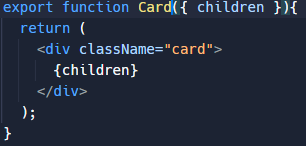 export function Card({ children }){
  return (
    <div className="card">
      {children}
    </div>
  );
}